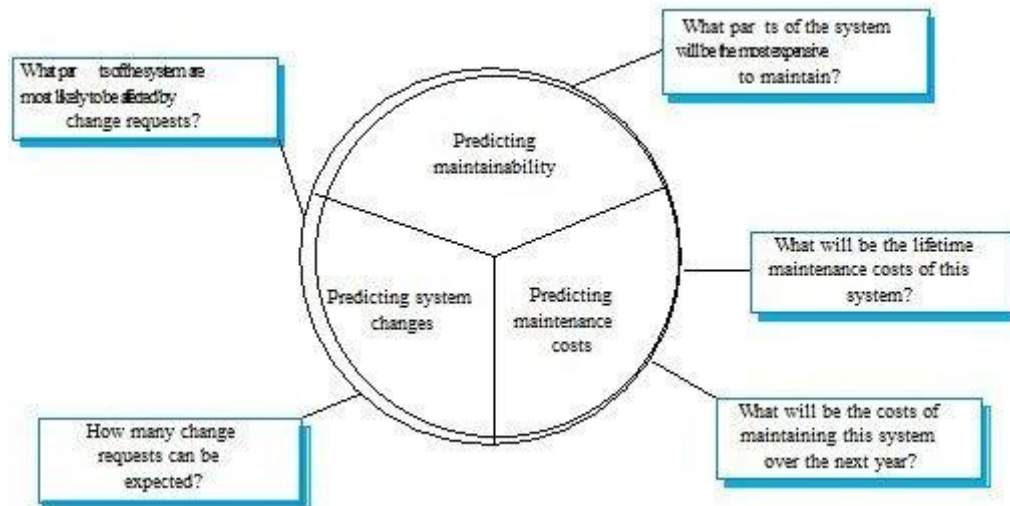 What par ts of the system
will be the most expensive
to maintain?
What par ts of the system are
most likely to be affected by
change requests?
Predicting
maintainability
What will be the lifetime
maintenance costs of this
system?
Predicting system
changes
Predicting
maintenance
costs
How many change
requests can be
expected?
What will be the costs of
maintaining this system
over the next year?